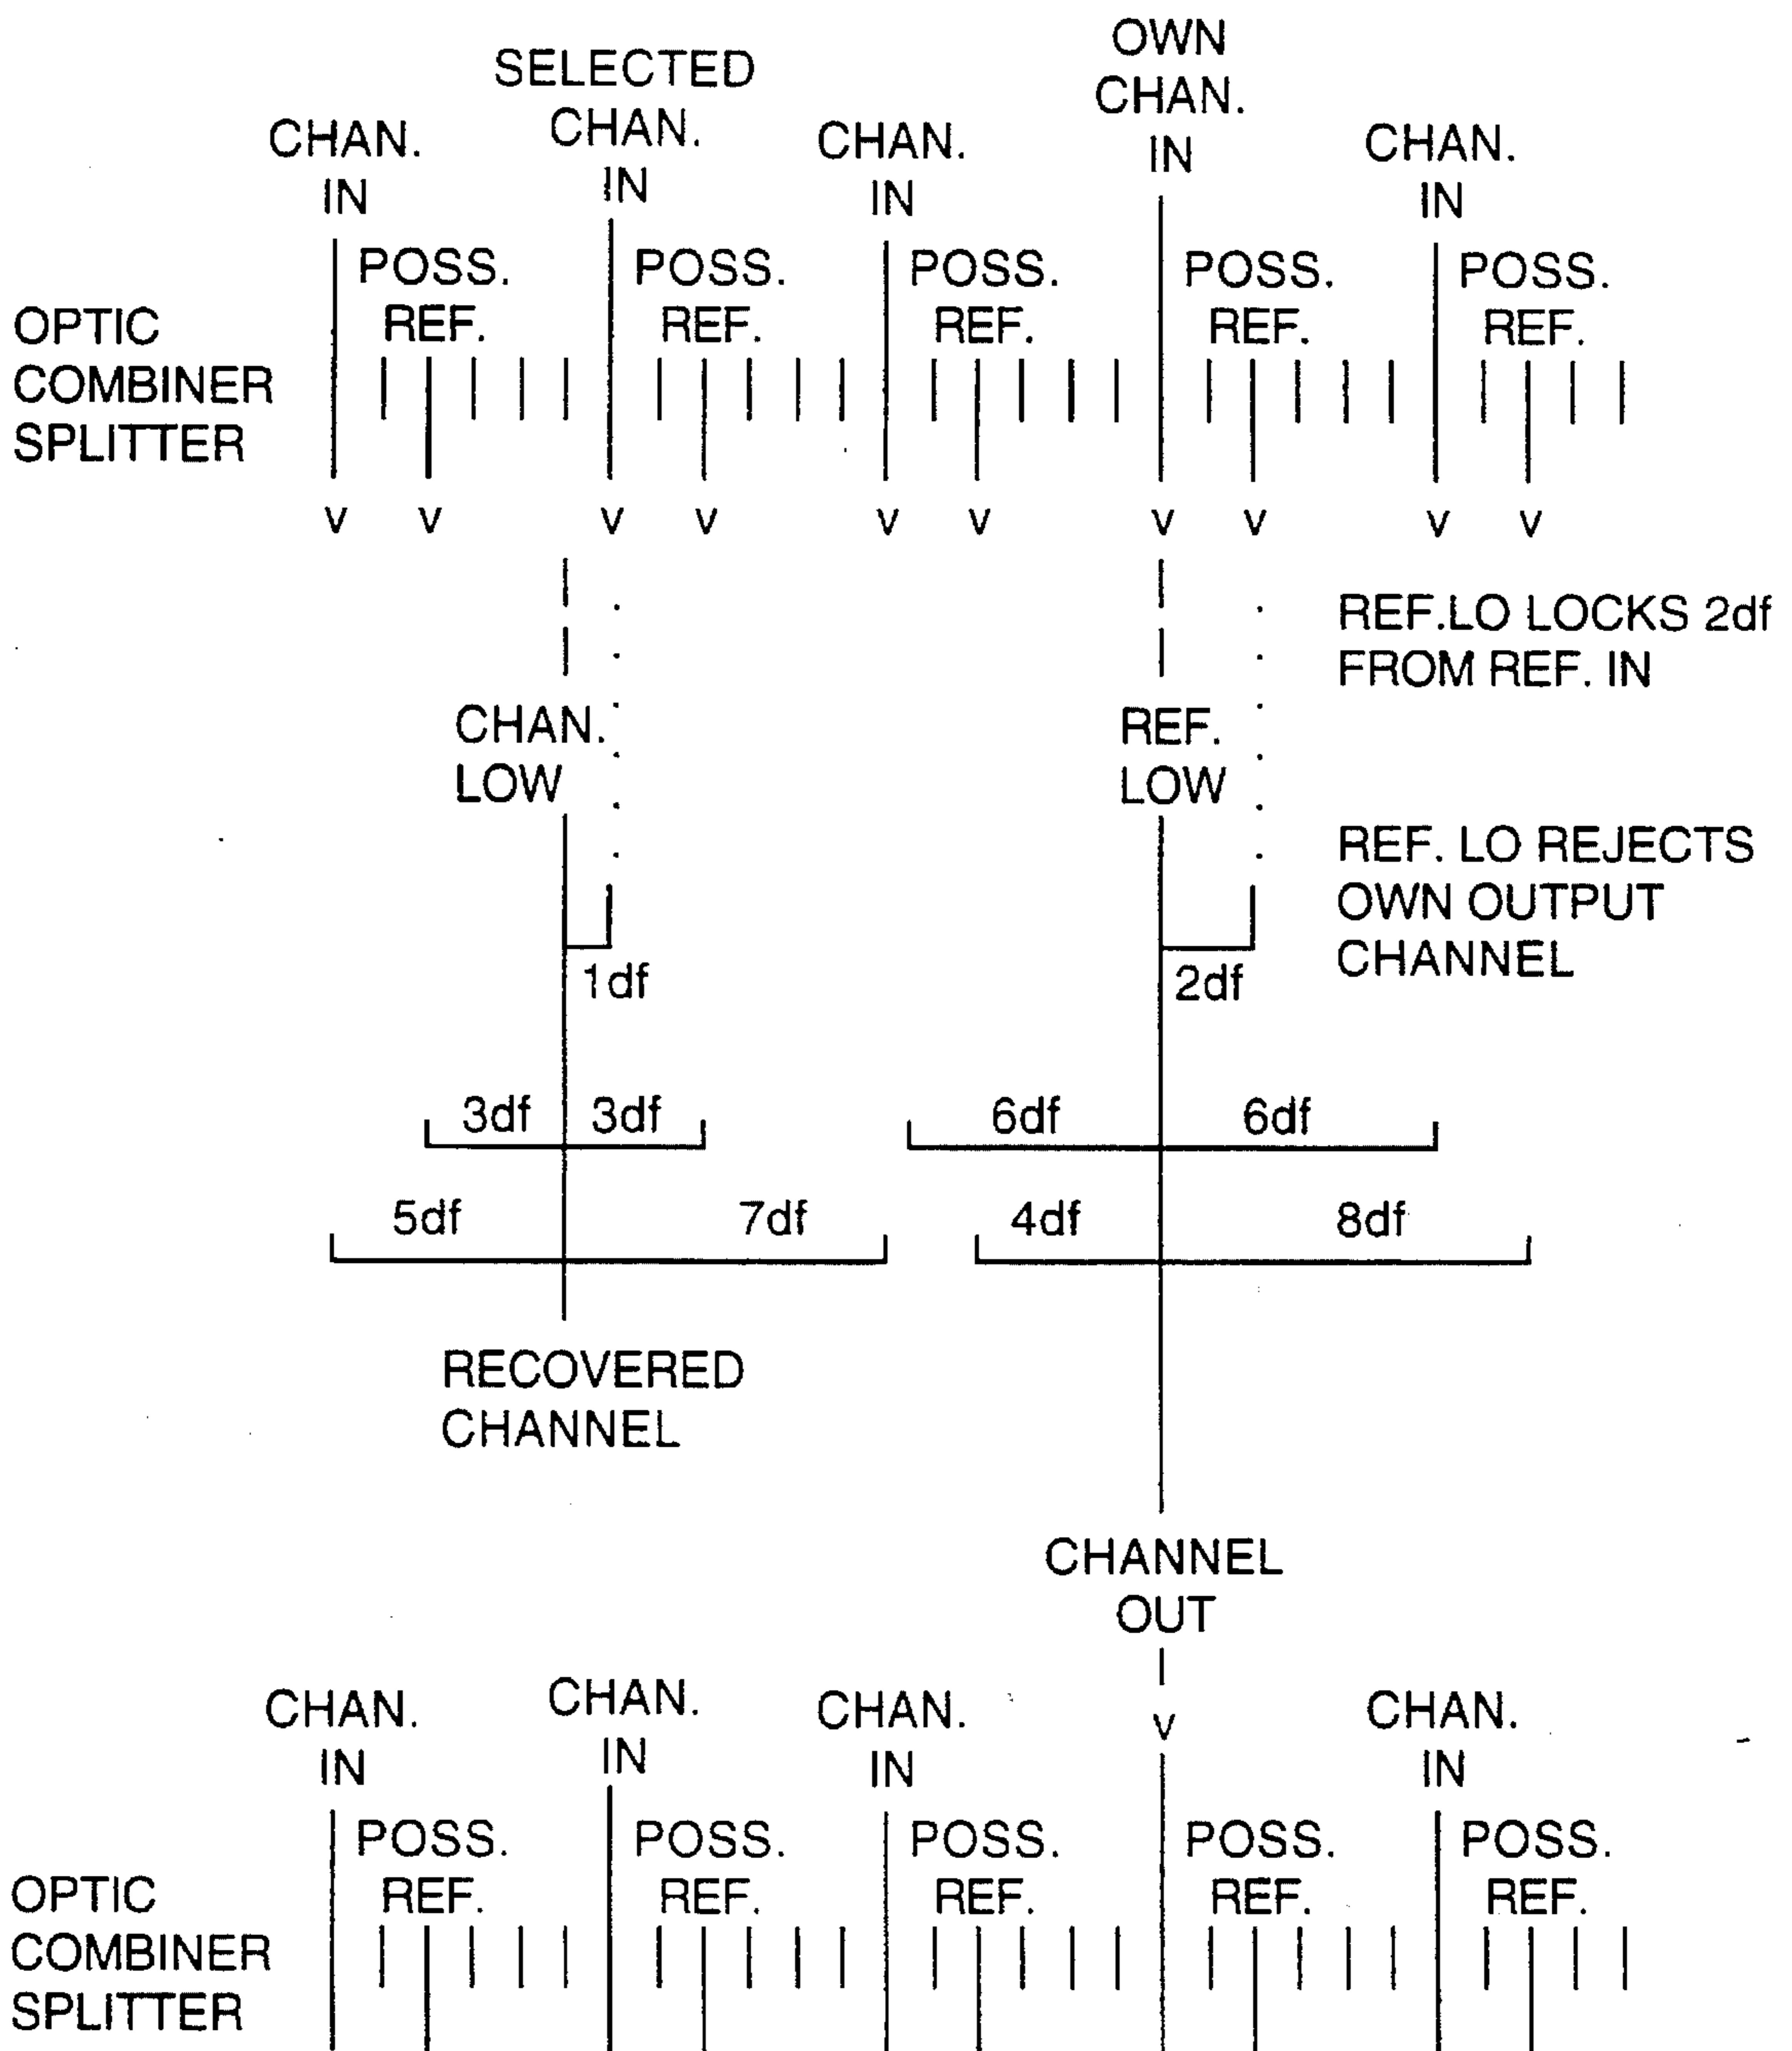 OWN
CHAN.
IN
SELECTED
CHAN.
IN
CHAN.
IN
CHAN.
IN
CHAN.
IN
POSS.
REF.
POSS.
REF.
POSS.
REF.
POSS.
REF.
POSS.
REF.
OPTIC
COMBINER
SPLITTER
v v v v v v v v v v
REF.LO LOCKS 2df
FROM REF. IN
CHAN.
LOW
REF.
LOW
REF. LO REJECTS
OWN OUTPUT
CHANNEL
1df
2df
3df 3df
6df 6df
5df 7df
4df 8df
RECOVERED
CHANNEL
CHANNEL
OUT
v
CHAN.
IN
CHAN.
IN
CHAN.
IN
CHAN.
IN
POSS.
REF.
POSS.
REF.
POSS.
REF.
POSS.
REF.
POSS.
REF.
OPTIC
COMBINER
SPLITTER